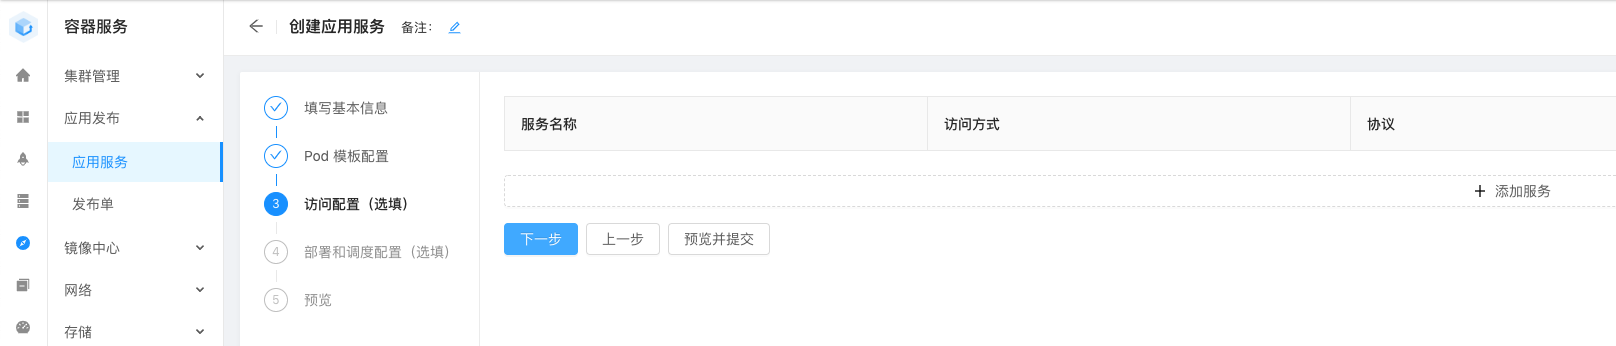 容器服务
集群管理
应用发布
应用服务
发布单
镜像中心
网络
存储
创建应用服务 备注：
填写基本信息
Pod 模板配置
3 访问配置（选填）
4 部署和调度配置（选填）
5 预览
服务名称 访问方式 协议
+ 添加服务
下一步 上一步 预览并提交